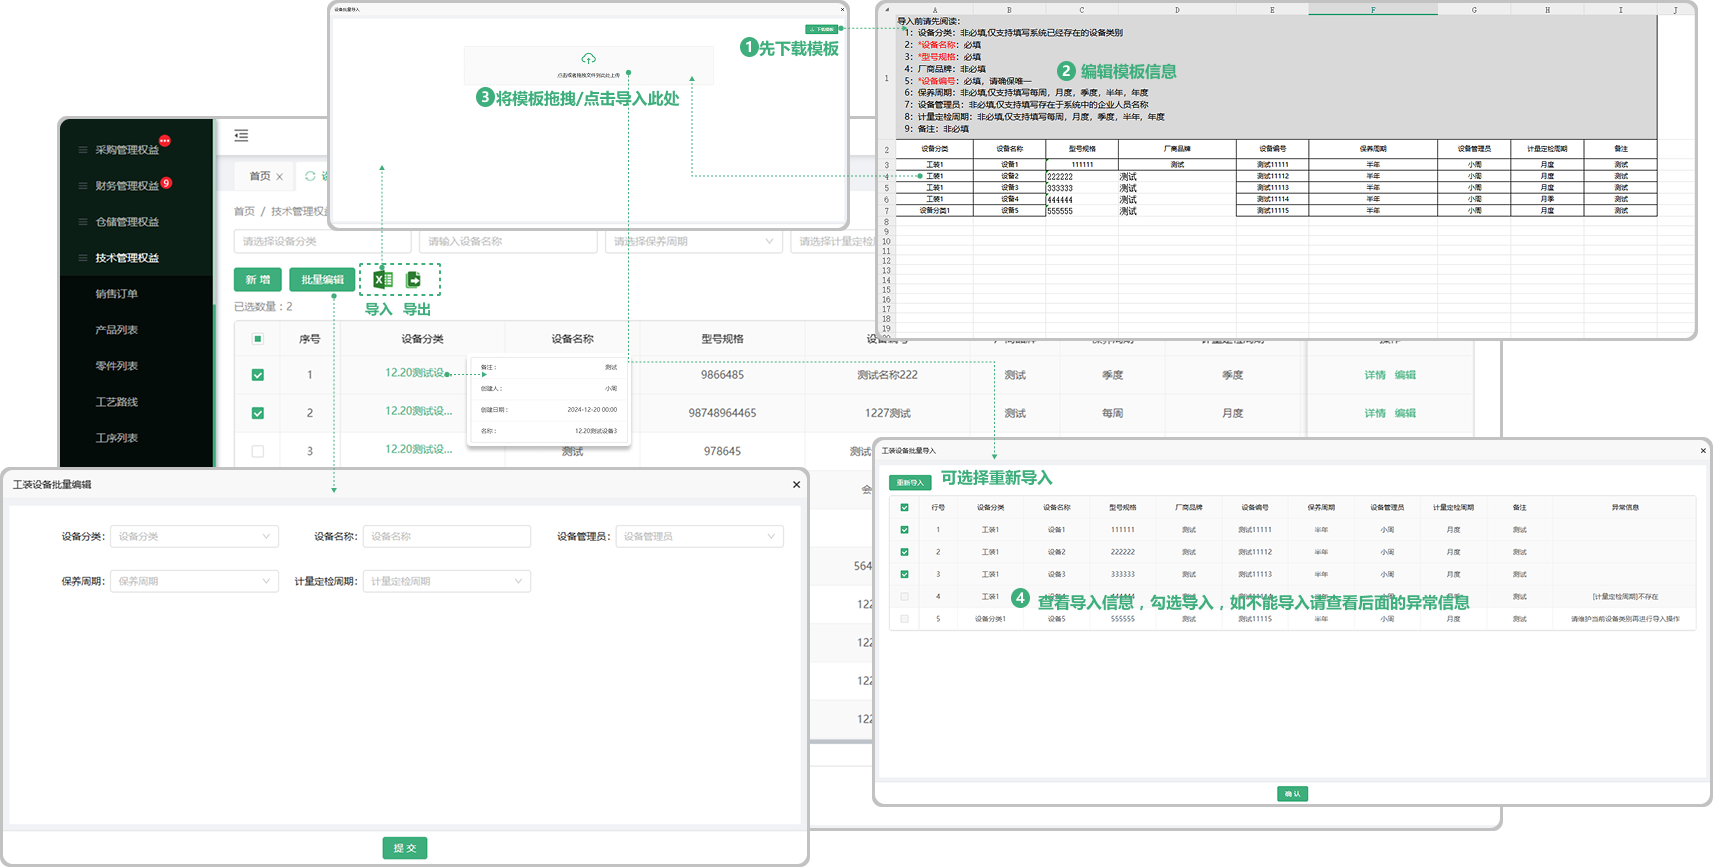 设备批量导入
下载模板
❶先下载模板
点击或者拖拽文件到此处上传
❸将模板拖拽/点击导入此处
A B C D E F G H I J
导入前请先阅读：
1：设备分类：非必填,仅支持填写系统已经存在的设备类别
2：*设备名称：必填
3：*型号规格：必填
4：厂商品牌：非必填
5：*设备编号：必填，请确保唯一
6：保养周期：非必填,仅支持填写每周，月度，季度，半年，年度
7：设备管理员：非必填,仅支持填写存在于系统中的企业人员名称
8：计量定检周期：非必填,仅支持填写每周，月度，季度，半年，年度
9：备注：非必填
❷ 编辑模板信息
1
2 设备分类 设备名称 型号规格 厂商品牌 设备编号 保养周期 设备管理员 计量定检周期 备注
3 工装1 设备1 111111 测试 测试11111 半年 小周 月度 测试
4 工装1 设备2 222222 测试 测试11112 半年 小周 月度 测试
5 工装1 设备3 333333 测试 测试11113 半年 小周 月度 测试
6 工装1 设备4 444444 测试 测试11114 半年 小周 月季 测试
7 设备分类1 设备5 555555 测试 测试11115 半年 小周 月度 测试
8
9
10
11
12
13
14
15
16
17
18
19
采购管理权益
财务管理权益 9
仓储管理权益
技术管理权益
销售订单
产品列表
零件列表
工艺路线
工序列表
首页 ×
首页 / 技术管理权益
请选择设备分类 请输入设备名称 请选择保养周期 请选择计量定检周
新 增 批量编辑
导入 导出
已选数量：2
序号 设备分类 设备名称 型号规格 设备编号 厂商品牌 保养周期 计量定检周期 操作
1 12.20测试设... 9866485 测试名称222 测试 季度 季度 详情 编辑
2 12.20测试设... 98748964465 1227测试 测试 每周 月度 详情 编辑
3 12.20测试设... 测试 978645 测试
备注： 测试
创建人： 小周
创建日期： 2024-12-20 00:00
名称： 12.20测试设备3
564
122
122
122
122
工装设备批量编辑 ×
设备分类： 设备分类 设备名称： 设备名称 设备管理员： 设备管理员
保养周期： 保养周期 计量定检周期： 计量定检周期
提 交
工装设备批量导入 ×
重新导入 可选择重新导入
行号 设备分类 设备名称 型号规格 厂商品牌 设备编号 保养周期 设备管理员 计量定检周期 备注 异常信息
1 工装1 设备1 111111 测试 测试11111 半年 小周 月度 测试
2 工装1 设备2 222222 测试 测试11112 半年 小周 月度 测试
3 工装1 设备3 333333 测试 测试11113 半年 小周 月度 测试
4 工装1 测试 [计量定检周期]不存在
❹ 查看导入信息，勾选导入，如不能导入请查看后面的异常信息
5 设备分类1 设备5 555555 测试 测试11115 半年 小周 月度 测试 请维护当前设备类别再进行导入操作
确 认